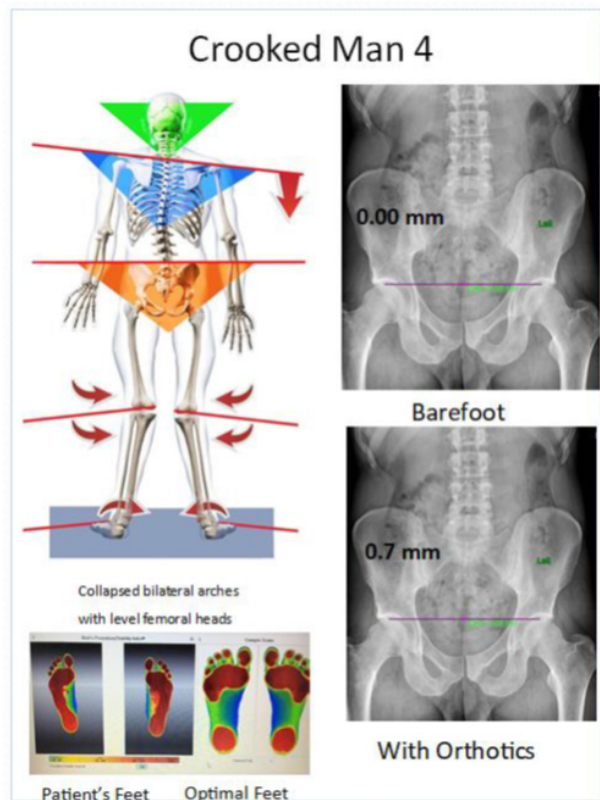 Crooked Man 4
0.00 mm
Barefoot
0.7 mm
Collapsed bilateral arches
with level femoral heads
With Orthotics
Patient's Feet
Optimal Feet